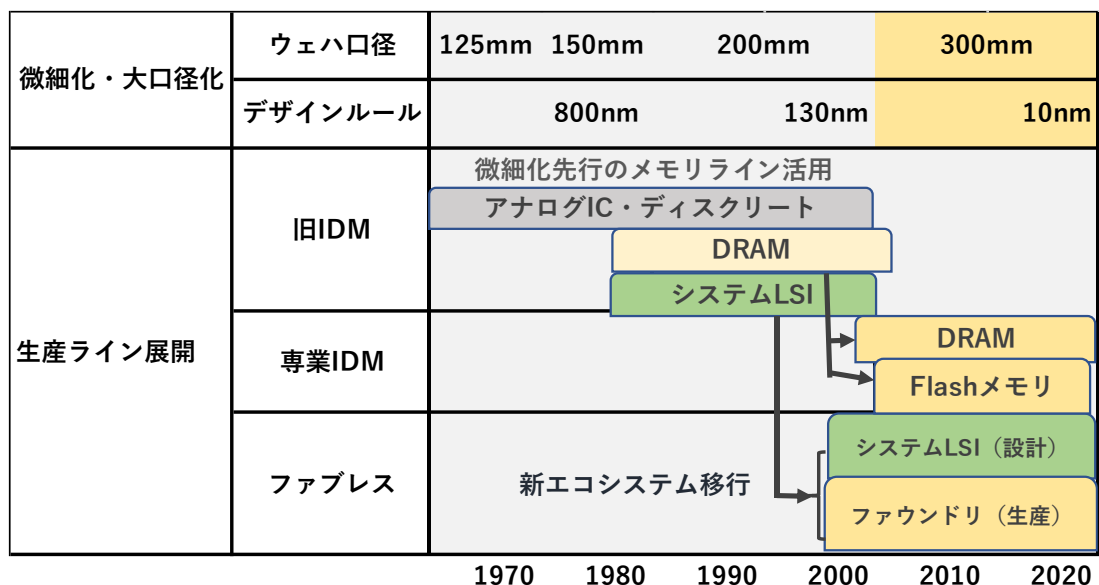 微細化・大口径化
ウェハ口径
125mm 150mm 200mm 300mm
デザインルール
800nm 130nm 10nm
生産ライン展開
旧IDM
微細化先行のメモリライン活用
アナログIC・ディスクリート
DRAM
システムLSI
専業IDM
DRAM
Flashメモリ
ファブレス
新エコシステム移行
システムLSI（設計）
ファウンドリ（生産）
1970 1980 1990 2000 2010 2020